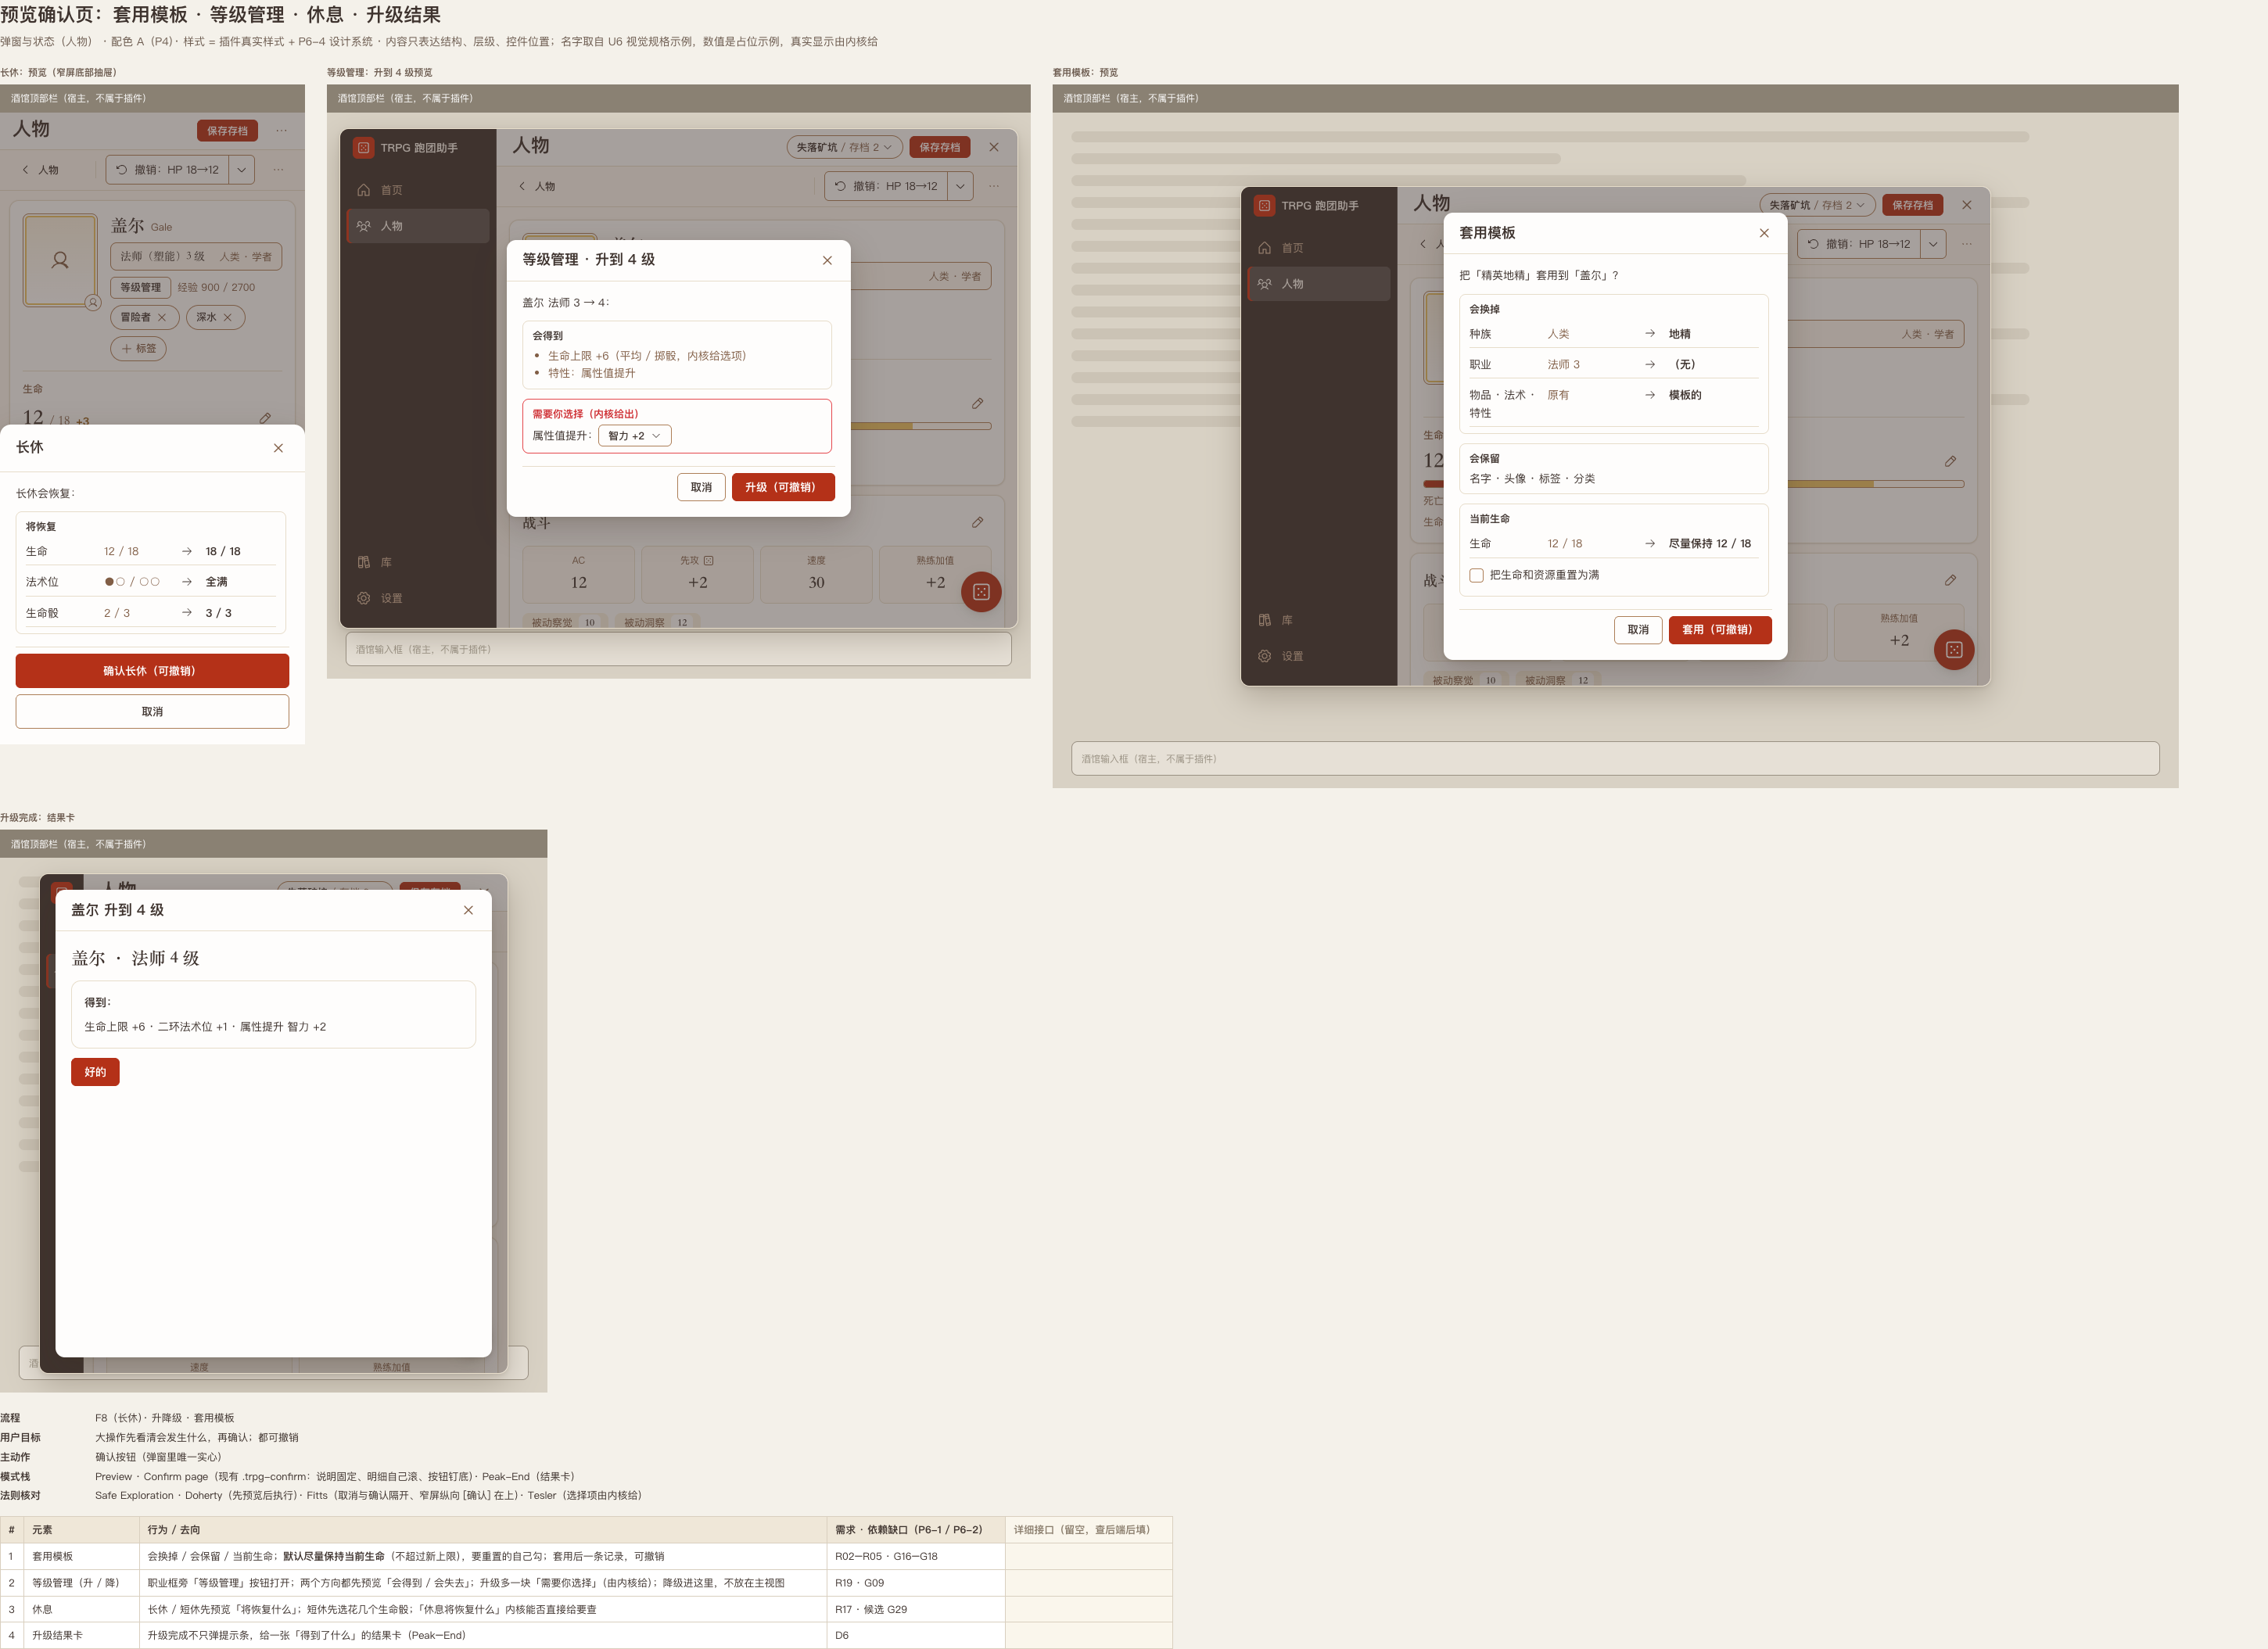 预览确认页：套用模板 · 等级管理 · 休息 · 升级结果
弹窗与状态（人物） · 配色 A（P4）· 样式 = 插件真实样式 + P6-4 设计系统 · 内容只表达结构、层级、控件位置；名字取自 U6 视觉规格示例，数值是占位示例，真实显示由内核给
长休：预览（窄屏底部抽屉）
酒馆顶部栏（宿主，不属于插件）
人物
保存存档
···
人物
撤销：HP 18→12
···
盖尔 Gale
法师（塑能）3 级 人类 · 学者
等级管理 经验 900 / 2700
冒险者
深水
标签
生命
12 / 18 +3
长休
长休会恢复：
将恢复
生命 12 / 18 → 18 / 18
法术位 ●○ / ○○ → 全满
生命骰 2 / 3 → 3 / 3
确认长休（可撤销）
取消
等级管理：升到 4 级预览
酒馆顶部栏（宿主，不属于插件）
TRPG 跑团助手
首页
人物
库
设置
人物
失落矿坑 / 存档 2
保存存档
人物
撤销：HP 18→12
···
人类 · 学者
等级管理 · 升到 4 级
盖尔 法师 3 → 4：
会得到
• 生命上限 +6（平均 / 掷骰，内核给选项）
• 特性：属性值提升
需要你选择（内核给出）
属性值提升： 智力 +2
取消
升级（可撤销）
战斗
AC
12
先攻
+2
速度
30
熟练加值
+2
被动察觉 10
被动洞察 12
酒馆输入框（宿主，不属于插件）
套用模板：预览
酒馆顶部栏（宿主，不属于插件）
TRPG 跑团助手
首页
人物
库
设置
人物
失落矿坑 / 存档 2
保存存档
撤销：HP 18→12
···
人类 · 学者
套用模板
把「精英地精」套用到「盖尔」？
会换掉
种族 人类 → 地精
职业 法师 3 → （无）
物品 · 法术 · 特性 原有 → 模板的
会保留
名字 · 头像 · 标签 · 分类
当前生命
生命 12 / 18 → 尽量保持 12 / 18
把生命和资源重置为满
取消
套用（可撤销）
生命
12
死亡
生命
熟练加值
+2
被动察觉 10
被动洞察 12
酒馆输入框（宿主，不属于插件）
升级完成：结果卡
酒馆顶部栏（宿主，不属于插件）
人物
盖尔 升到 4 级
盖尔 · 法师 4 级
得到：
生命上限 +6 · 二环法术位 +1 · 属性提升 智力 +2
好的
酒
速度
熟练加值
流程 F8（长休）· 升降级 · 套用模板
用户目标 大操作先看清会发生什么，再确认；都可撤销
主动作 确认按钮（弹窗里唯一实心）
模式栈 Preview · Confirm page（现有 .trpg-confirm：说明固定、明细自己滚、按钮钉底）· Peak-End（结果卡）
法则核对 Safe Exploration · Doherty（先预览后执行）· Fitts（取消与确认隔开、窄屏纵向 [确认] 在上）· Tesler（选择项由内核给）
# 元素 行为 / 去向 需求 · 依赖缺口（P6-1 / P6-2） 详细接口（留空，查后端后填）
1 套用模板 会换掉 / 会保留 / 当前生命；默认尽量保持当前生命（不超过新上限），要重置的自己勾；套用后一条记录，可撤销 R02—R05 · G16—G18
2 等级管理（升 / 降） 职业框旁「等级管理」按钮打开；两个方向都先预览「会得到 / 会失去」；升级多一块「需要你选择」（由内核给）；降级进这里，不放在主视图 R19 · G09
3 休息 长休 / 短休先预览「将恢复什么」；短休先选花几个生命骰；「休息将恢复什么」内核能否直接给要查 R17 · 候选 G29
4 升级结果卡 升级完成不只弹提示条，给一张「得到了什么」的结果卡（Peak—End） D6